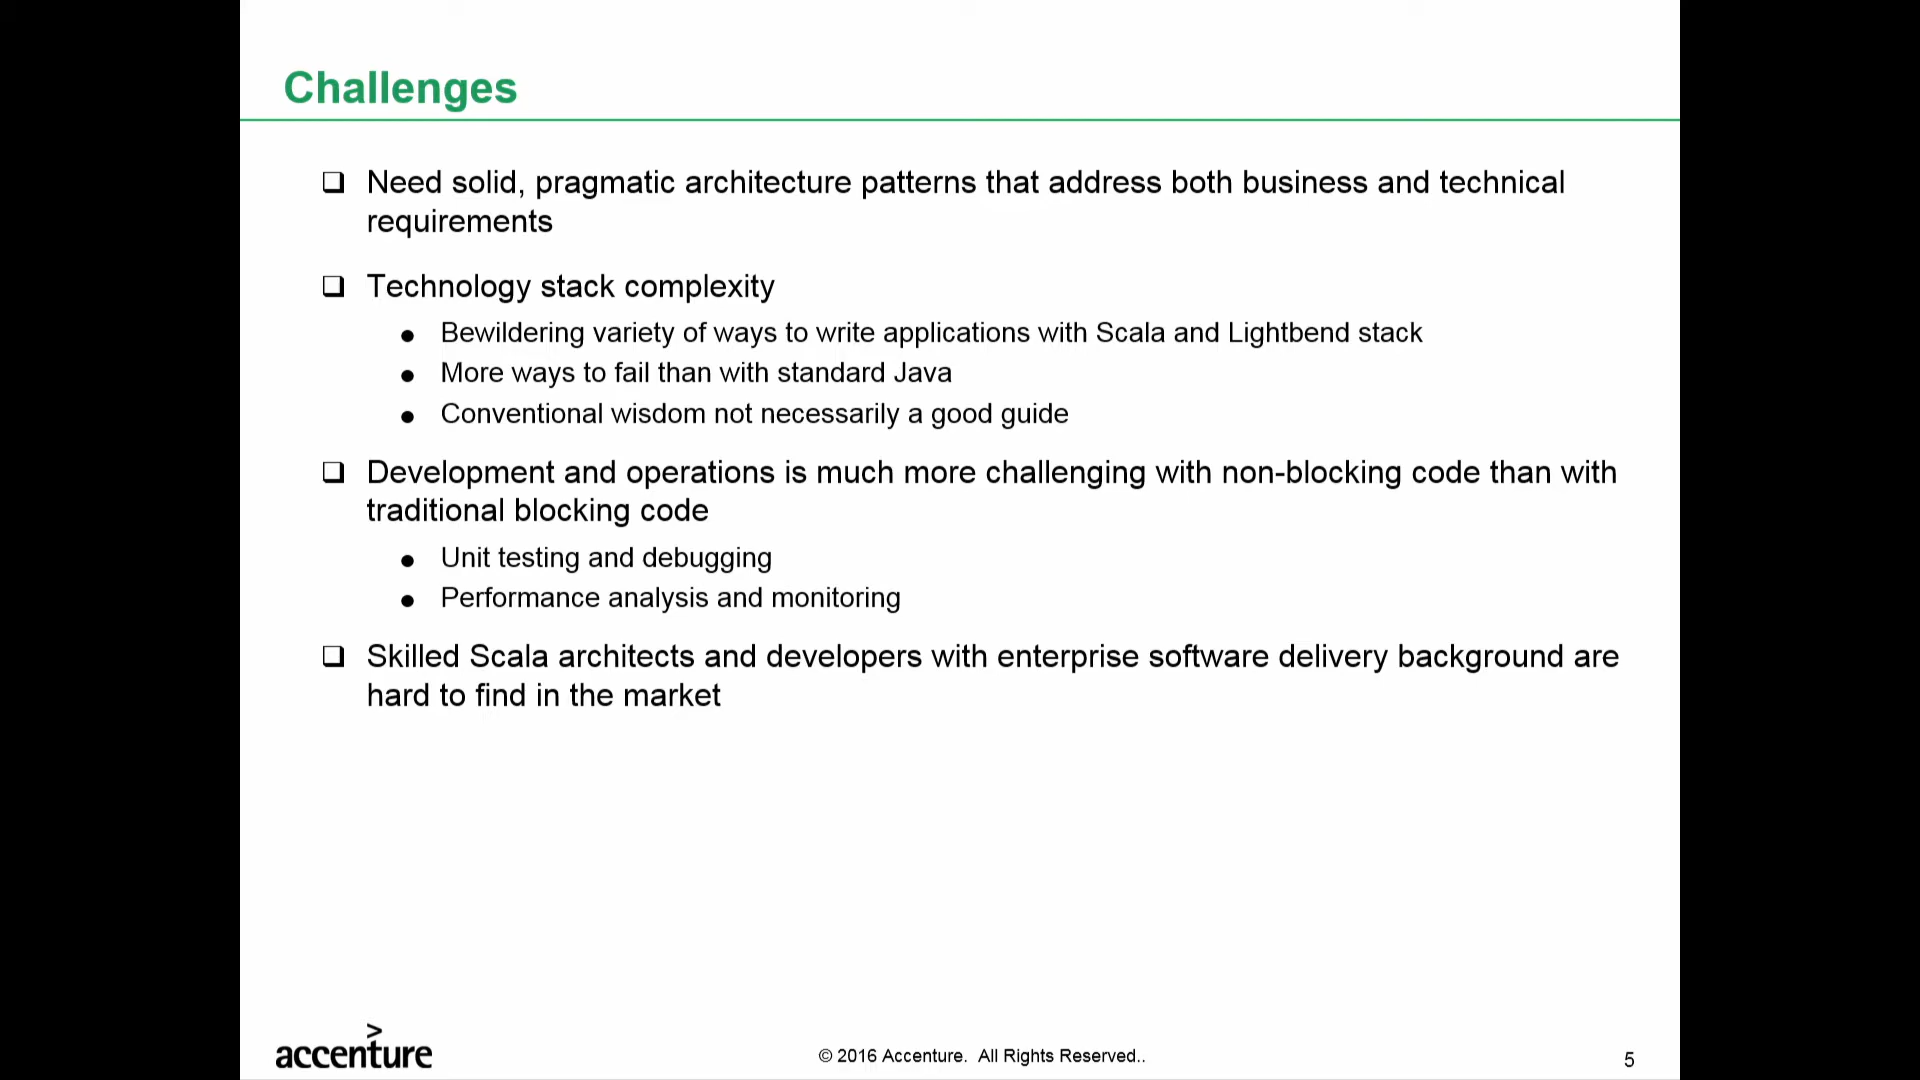 Challenges
❑ Need solid, pragmatic architecture patterns that address both business and technical
requirements
❑ Technology stack complexity
● Bewildering variety of ways to write applications with Scala and Lightbend stack
● More ways to fail than with standard Java
● Conventional wisdom not necessarily a good guide
❑ Development and operations is much more challenging with non-blocking code than with
traditional blocking code
● Unit testing and debugging
● Performance analysis and monitoring
❑ Skilled Scala architects and developers with enterprise software delivery background are
hard to find in the market
>
accenture
© 2016 Accenture. All Rights Reserved..
5